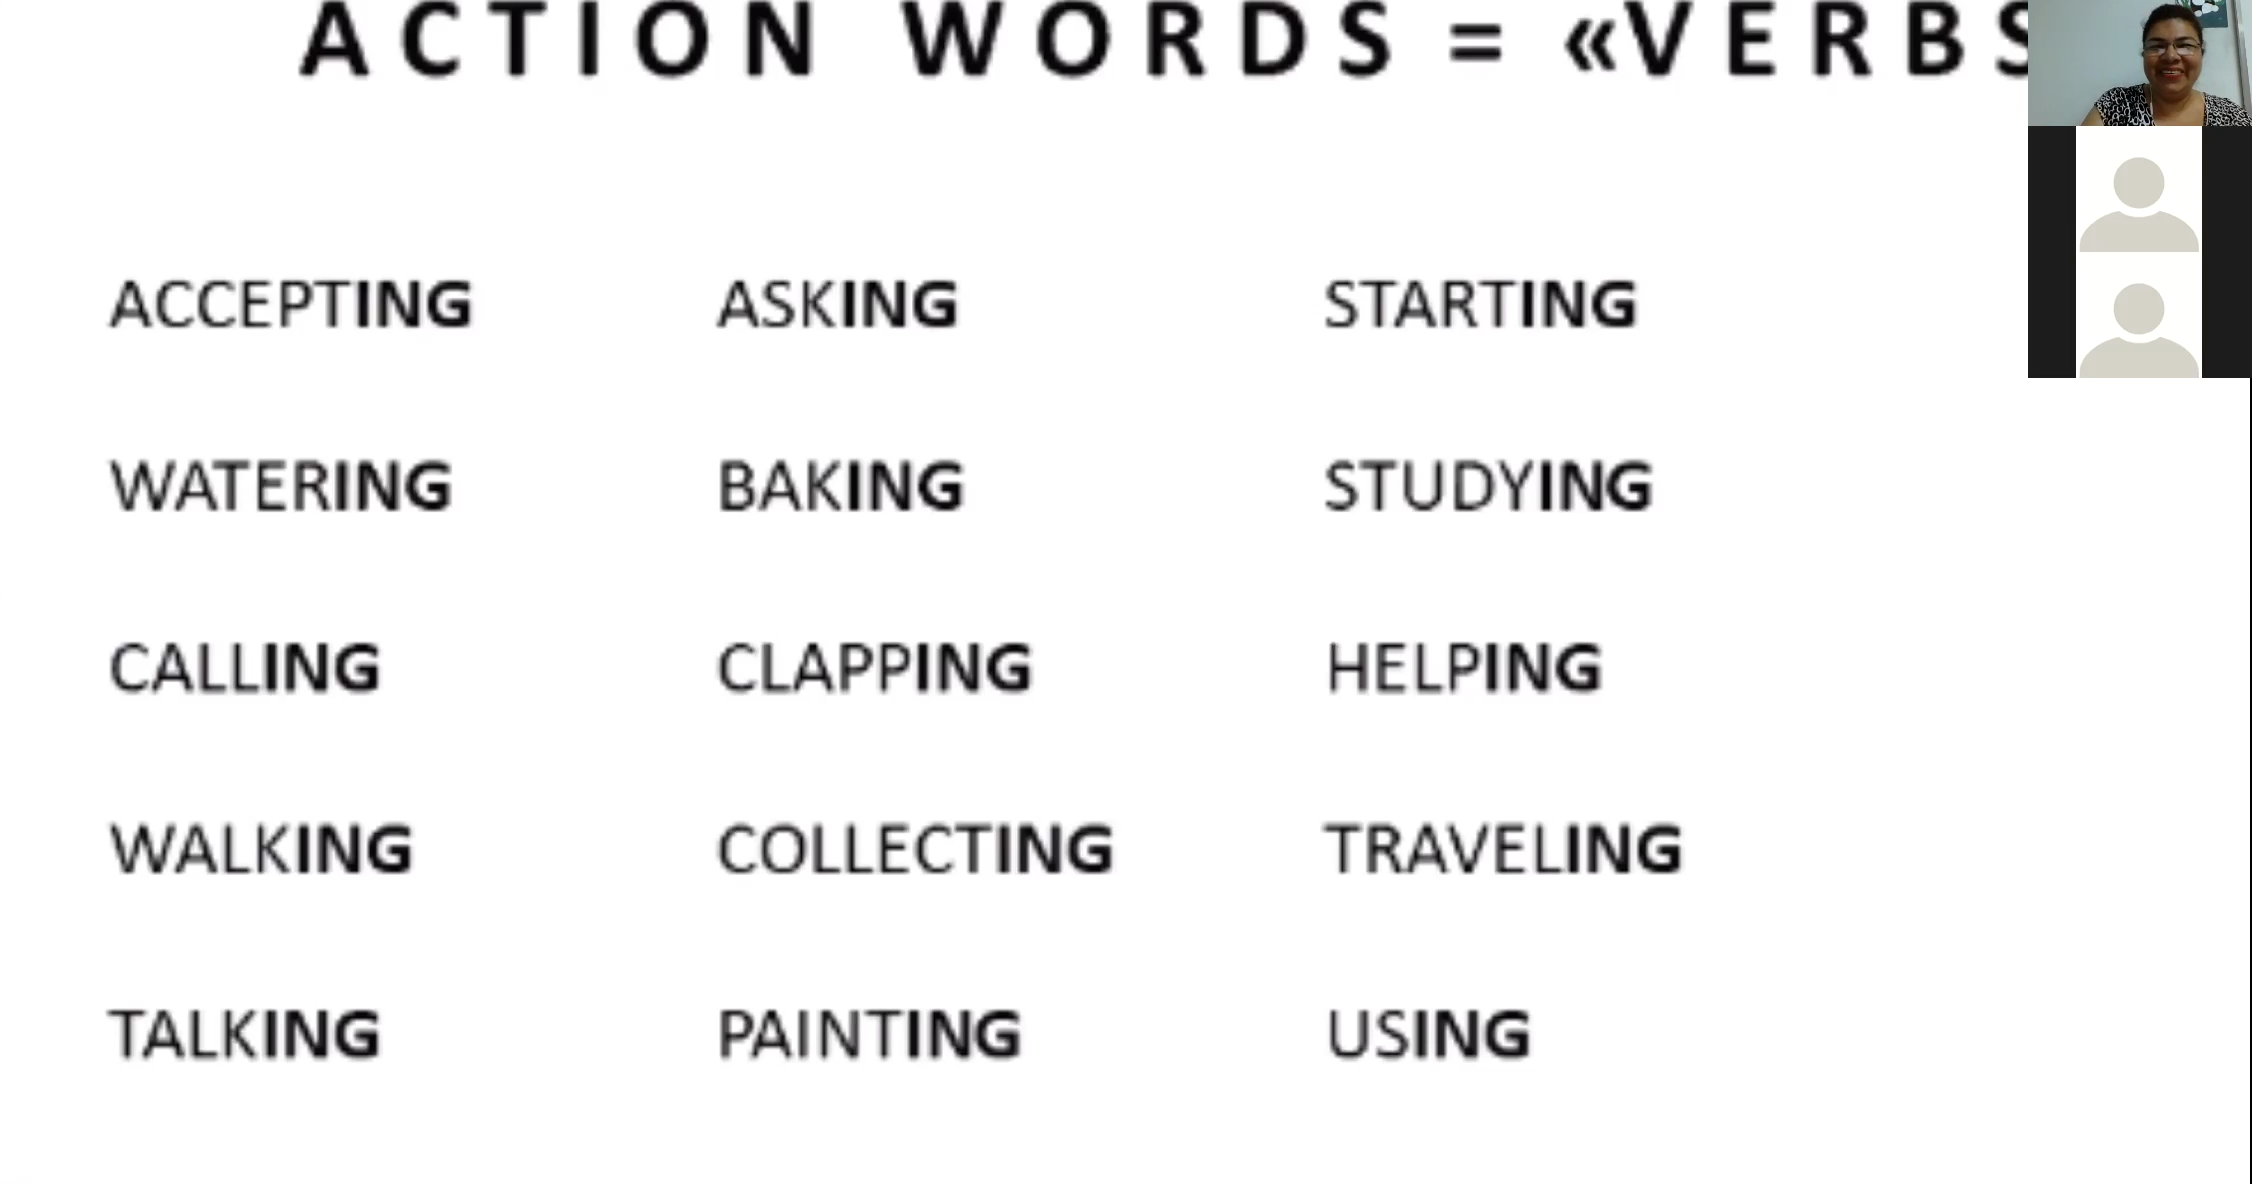 ACTION WORDS = «VERBS
ACCEPTING ASKING STARTING
WATERING BAKING STUDYING
CALLING CLAPPING HELPING
WALKING COLLECTING TRAVELING
TALKING PAINTING USING